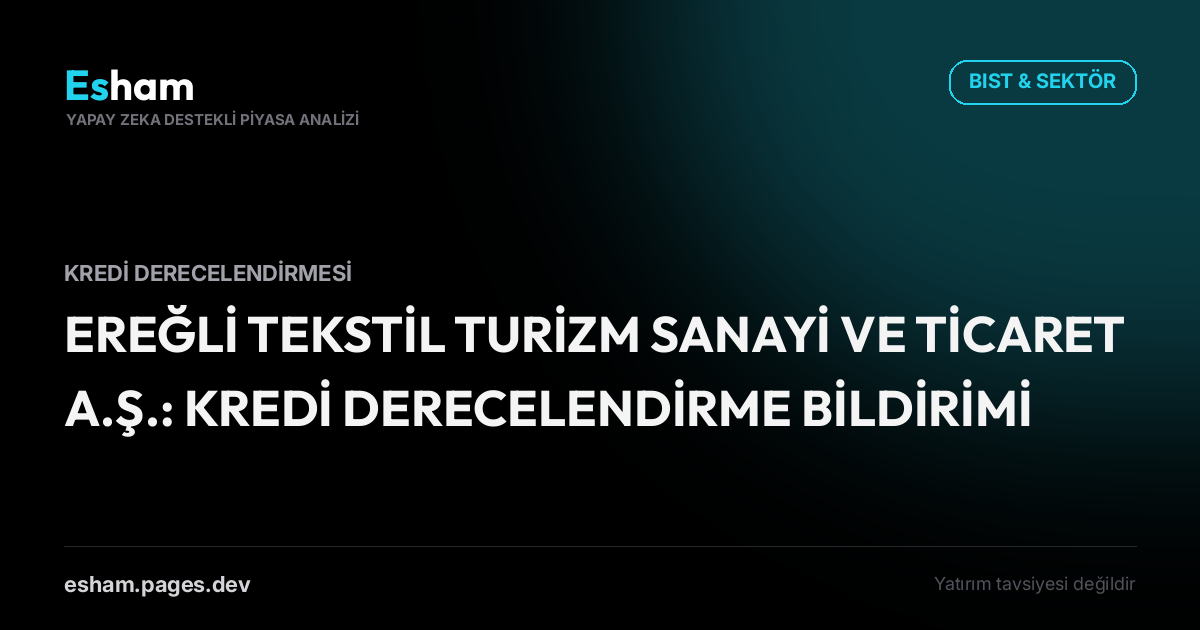 Esham
BIST & SEKTÖR
YAPAY ZEKA DESTEKLİ PİYASA ANALİZİ
KREDİ DERECELENDİRMESİ
EREĞLİ TEKSTİL TURİZM SANAYİ VE TİCARET
A.Ş.: KREDİ DERECELENDİRME BİLDİRİMİ
esham.pages.dev
Yatırım tavsiyesi değildir